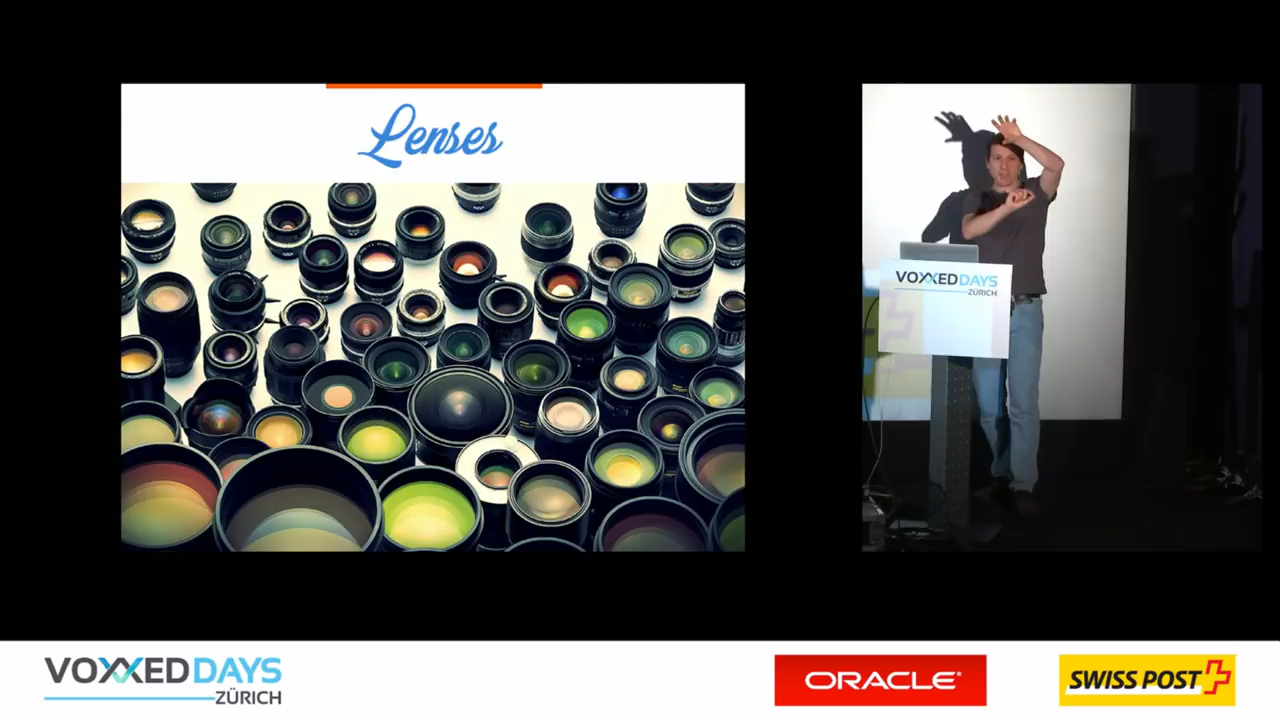 Lenses
VOXXED DAYS
ZÜRICH
VOXXED DAYS
ZÜRICH
ORACLE®
SWISS POST